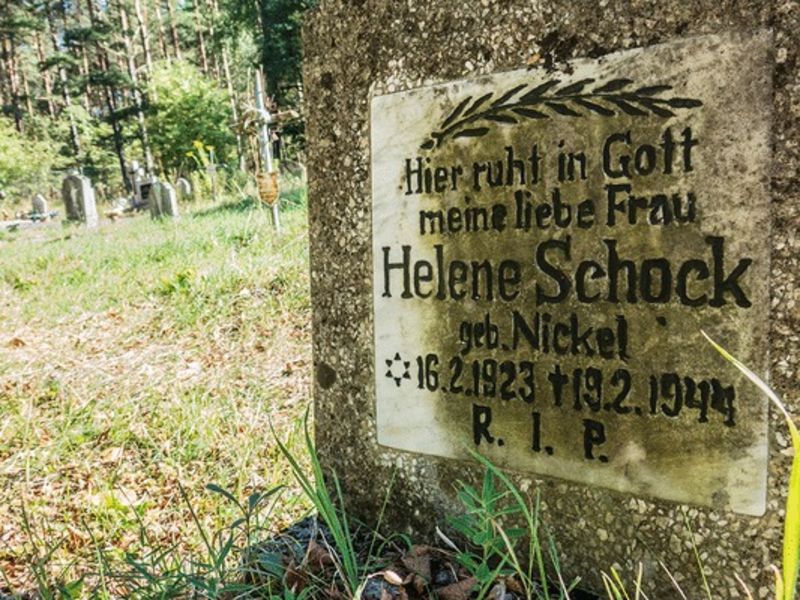 Hier ruht in Gott
meine liebe Frau
Helene Schock
geb. Nickel
✡16.2.1923 ✝19.2.1944
R. I. P.